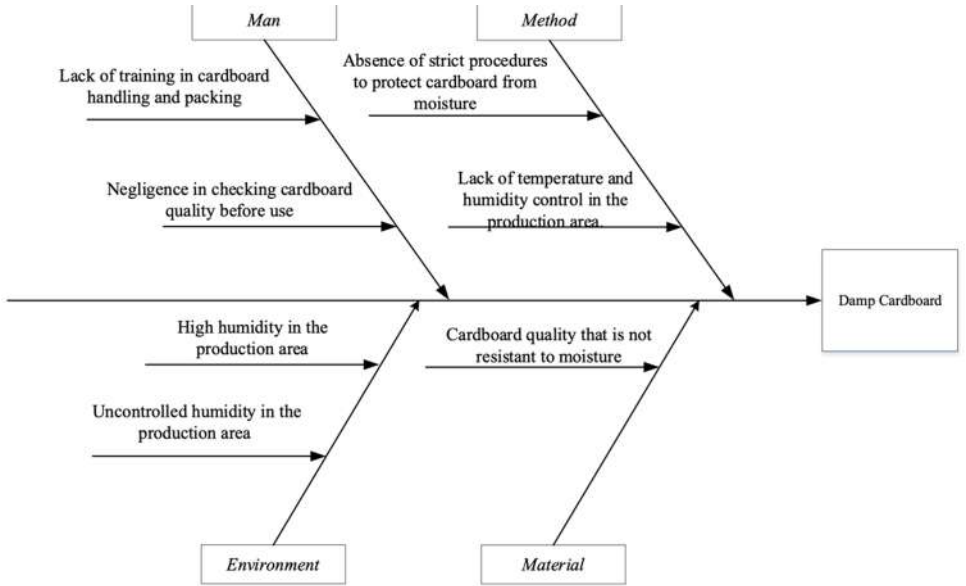 Man
Method
Lack of training in cardboard
handling and packing
Absence of strict procedures
to protect cardboard from
moisture
Negligence in checking cardboard
quality before use
Lack of temperature and
humidity control in the
production area.
Damp Cardboard
High humidity in the
production area
Cardboard quality that is not
resistant to moisture
Uncontrolled humidity in the
production area
Environment
Material